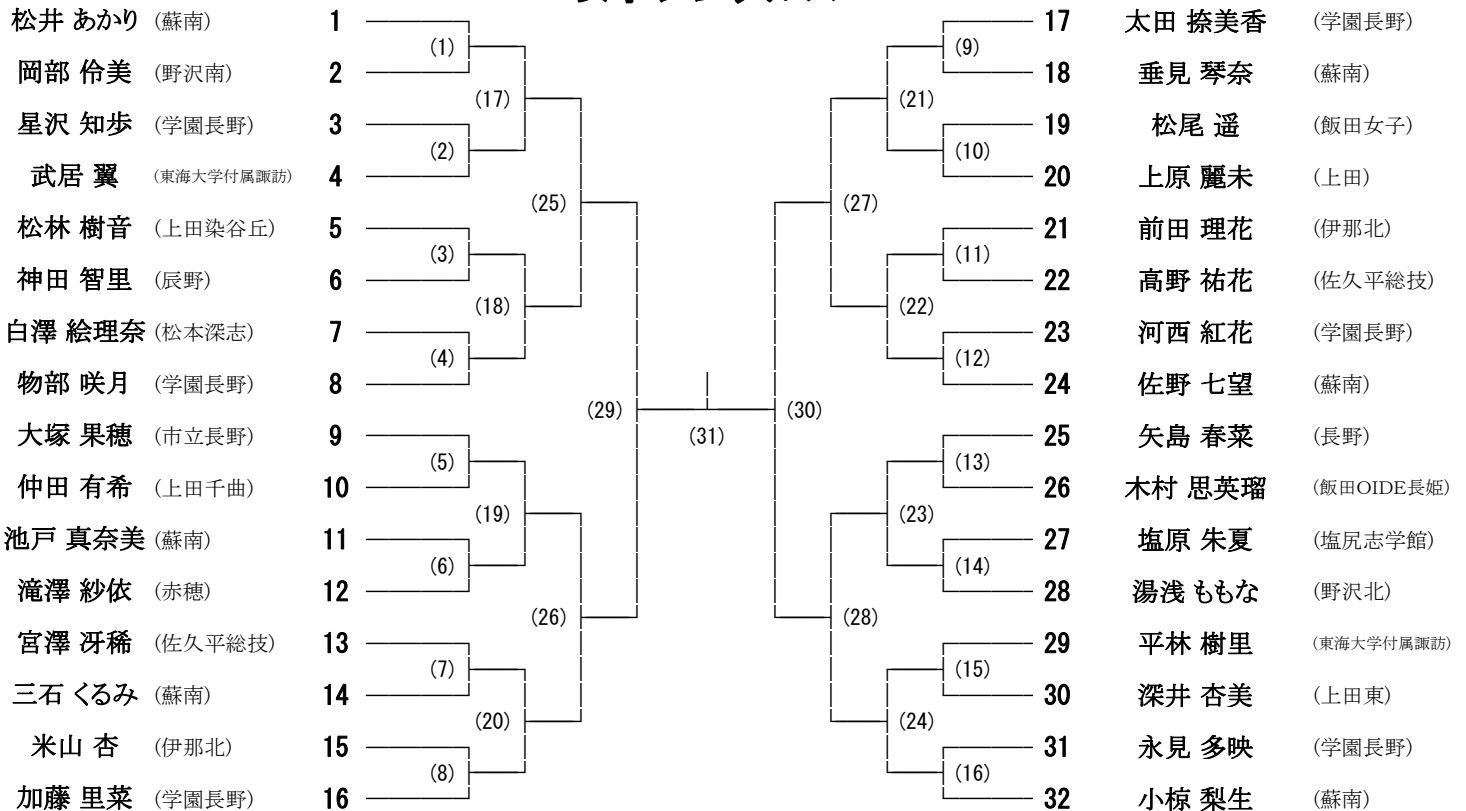 松井 あかり (蘇南) 1
(1)
岡部 伶美 (野沢南) 2
(17)
星沢 知歩 (学園長野) 3
(2)
武居 翼 (東海大学付属諏訪) 4
(25)
松林 樹音 (上田染谷丘) 5
(3)
神田 智里 (辰野) 6
(18)
白澤 絵理奈 (松本深志) 7
(4)
物部 咲月 (学園長野) 8
(29)
大塚 果穂 (市立長野) 9
(5)
仲田 有希 (上田千曲) 10
(19)
池戸 真奈美 (蘇南) 11
(6)
滝澤 紗依 (赤穂) 12
(26)
宮澤 冴稀 (佐久平総技) 13
(7)
三石 くるみ (蘇南) 14
(20)
米山 杏 (伊那北) 15
(8)
加藤 里菜 (学園長野) 16
(31)
17 太田 捺美香 (学園長野)
(9)
18 垂見 琴奈 (蘇南)
(21)
19 松尾 遥 (飯田女子)
(10)
20 上原 麗未 (上田)
(27)
21 前田 理花 (伊那北)
(11)
22 高野 祐花 (佐久平総技)
(22)
23 河西 紅花 (学園長野)
(12)
24 佐野 七望 (蘇南)
(30)
25 矢島 春菜 (長野)
(13)
26 木村 思英瑠 (飯田OIDE長姫)
(23)
27 塩原 朱夏 (塩尻志学館)
(14)
28 湯浅 ももな (野沢北)
(28)
29 平林 樹里 (東海大学付属諏訪)
(15)
30 深井 杏美 (上田東)
(24)
31 永見 多映 (学園長野)
(16)
32 小椋 梨生 (蘇南)